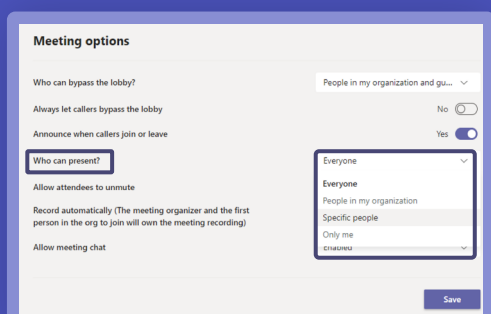 Meeting options
Who can bypass the lobby? People in my organization and gu...
Always let callers bypass the lobby No
Announce when callers join or leave Yes
Who can present? Everyone
Everyone
People in my organization
Allow attendees to unmute
Specific people
Record automatically (The meeting organizer and the first
person in the org to join will own the meeting recording)
Only me
Allow meeting chat Enabled
Save